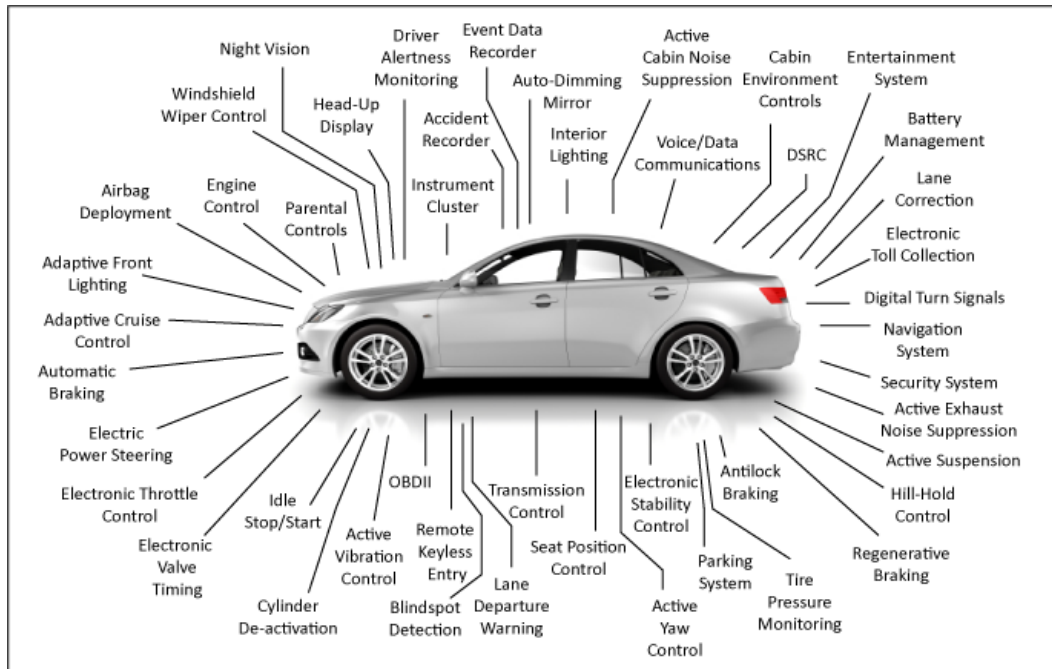 Night Vision
Driver
Alertness
Monitoring
Event Data
Recorder
Active
Cabin Noise
Suppression
Cabin
Environment
Controls
Entertainment
System
Windshield
Wiper Control
Head-Up
Display
Accident
Recorder
Auto-Dimming
Mirror
Interior
Lighting
Voice/Data
Communications
DSRC
Battery
Management
Airbag
Deployment
Engine
Control
Parental
Controls
Instrument
Cluster
Lane
Correction
Electronic
Toll Collection
Adaptive Front
Lighting
Digital Turn Signals
Adaptive Cruise
Control
Navigation
System
Automatic
Braking
Security System
Electric
Power Steering
Active Exhaust
Noise Suppression
Active Suspension
Electronic Throttle
Control
Idle
Stop/Start
OBDII
Transmission
Control
Electronic
Stability
Control
Antilock
Braking
Hill-Hold
Control
Electronic
Valve
Timing
Active
Vibration
Control
Remote
Keyless
Entry
Seat Position
Control
Parking
System
Regenerative
Braking
Cylinder
De-activation
Blindspot
Detection
Lane
Departure
Warning
Active
Yaw
Control
Tire
Pressure
Monitoring